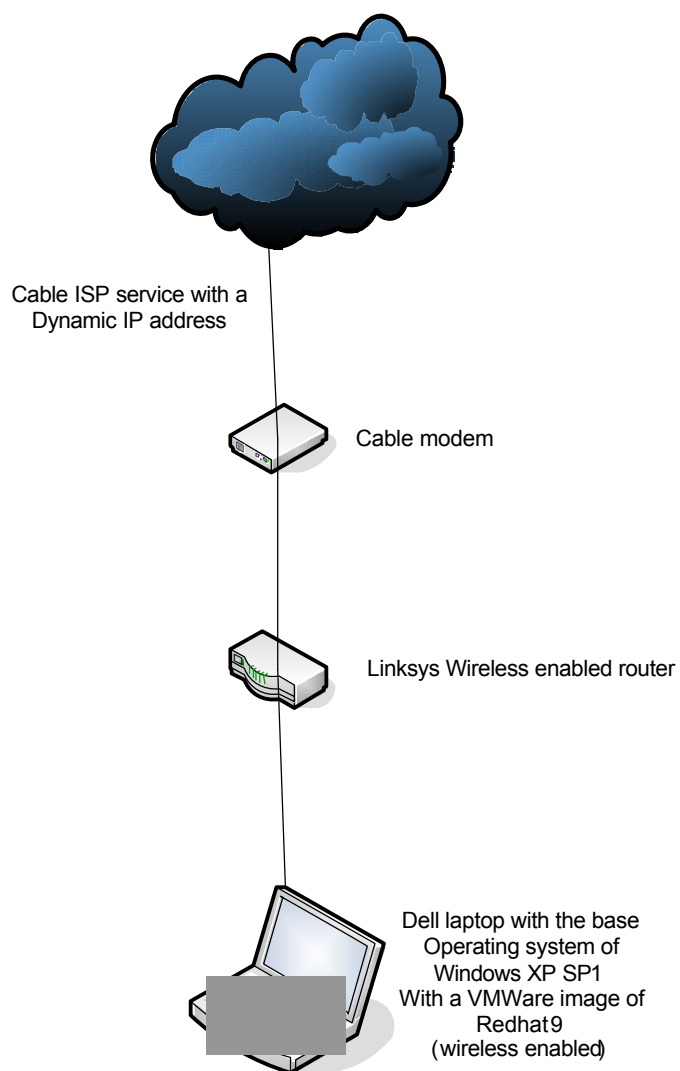 Cable ISP service with a
Dynamic IP address
Cable modem
Linksys Wireless enabled router
Dell laptop with the base
Operating system of
Windows XP SP1
With a VMWare image of
Redhat 9
(wireless enabled)